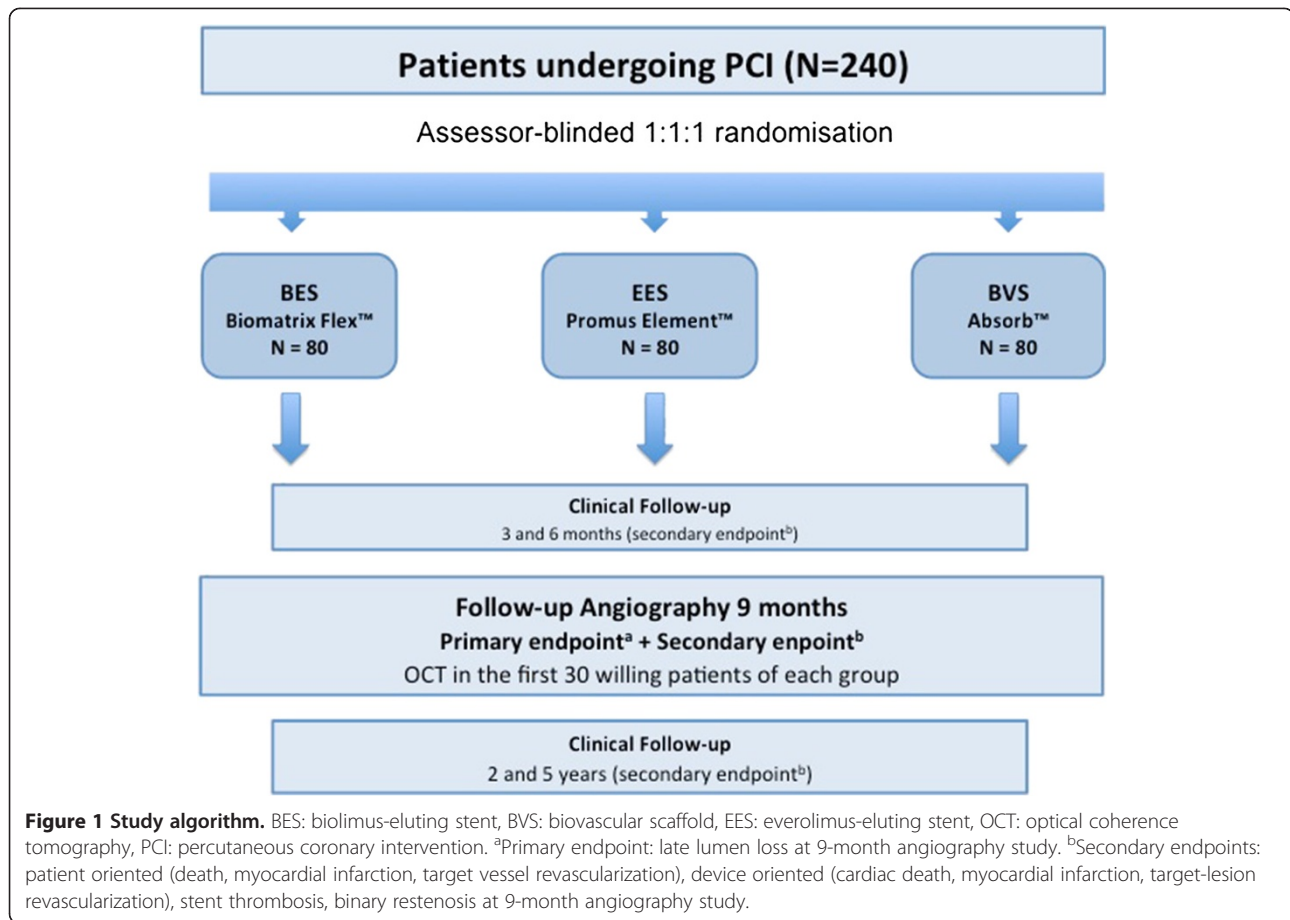 Patients undergoing PCI (N=240)
Assessor-blinded 1:1:1 randomisation
BES
Biomatrix Flex™
N = 80
EES
Promus Element™
N = 80
BVS
Absorb™
N = 80
Clinical Follow-up
3 and 6 months (secondary endpointᵇ)
Follow-up Angiography 9 months
Primary endpointᵃ + Secondary enpointᵇ
OCT in the first 30 willing patients of each group
Clinical Follow-up
2 and 5 years (secondary endpointᵇ)
Figure 1 Study algorithm. BES: biolimus-eluting stent, BVS: biovascular scaffold, EES: everolimus-eluting stent, OCT: optical coherence
tomography, PCI: percutaneous coronary intervention. ᵃPrimary endpoint: late lumen loss at 9-month angiography study. ᵇSecondary endpoints:
patient oriented (death, myocardial infarction, target vessel revascularization), device oriented (cardiac death, myocardial infarction, target-lesion
revascularization), stent thrombosis, binary restenosis at 9-month angiography study.